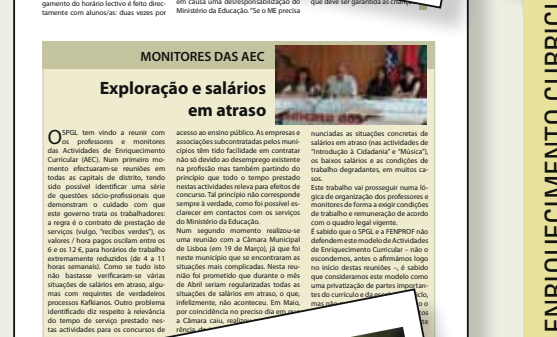 gamento do horário lectivo é feito direc-
tamente com alunos/as: duas vezes por
em causa uma desresponsabilização do
Ministério da Educação. "Se o ME precisa
que deve ser garantida às
MONITORES DAS AEC
Exploração e salários
em atraso
O SPGL tem vindo a reunir com
os professores e monitores
das Actividades de Enriquecimento
Curricular (AEC). Num primeiro mo-
mento efectuaram-se reuniões em
todas as capitais de distrito, tendo
sido possível identificar uma série
de questões sócio-profissionais que
demonstram o cuidado com que
este governo trata os trabalhadores:
a regra é o contrato de prestação de
serviços (vulgo, "recibos verdes"), os
valores / hora pagos oscilam entre os
6 e os 12 €, para horários de trabalho
extremamente reduzidos (de 4 a 11
horas semanais). Como se tudo isto
não bastasse verificaram-se várias
situações de salários em atraso, algu-
mas com requintes de verdadeiros
processos Kafkianos. Outro problema
identificado diz respeito à relevância
do tempo de serviço prestado nes-
tas actividades para os concursos de
acesso ao ensino público. As empresas e
associações subcontratadas pelos muni-
cípios têm tido facilidade em contratar
não só devido ao desemprego existente
na profissão mas também partindo do
princípio que todo o tempo prestado
nestas actividades releva para efeitos de
concurso. Tal princípio não corresponde
sempre à verdade, como foi possível es-
clarecer em contactos com os serviços
do Ministério da Educação.
Num segundo momento realizou-se
uma reunião com a Câmara Municipal
de Lisboa (em 19 de Março), já que foi
neste município que se encontraram as
situações mais complicadas. Nesta reu-
nião foi prometido que durante o mês
de Abril seriam regularizadas todas as
situações de salários em atraso, o que,
infelizmente, não aconteceu. Em Maio,
por coincidência no preciso dia em
a Câmara caiu,
nunciadas as situações concretas de
salários em atraso (nas actividades de
"Introdução à Cidadania" e "Música"),
os baixos salários e as condições de
trabalho degradantes, em muitos ca-
sos.
Este trabalho vai prosseguir numa ló-
gica de organização dos professores e
monitores de forma a exigir condições
de trabalho e remuneração de acordo
com o quadro legal vigente.
É sabido que o SPGL e a FENPROF não
defendem este modelo de Actividades
de Enriquecimento Curricular – não o
escondemos, antes o afirmámos logo
no início destas reuniões –, é sabido
que consideramos este modelo como
uma privatização de partes importan-
tes do currículo e da
mas não
ENRIQUECIMENTO CURRICU